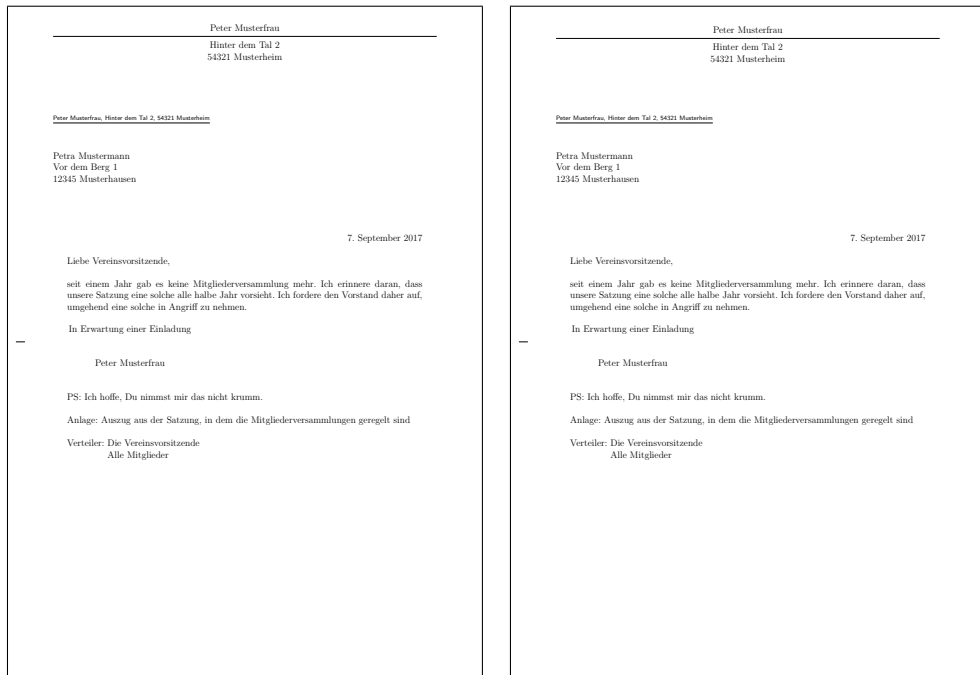 Peter Musterfrau
Hinter dem Tal 2
54321 Musterheim
Peter Musterfrau, Hinter dem Tal 2, 54321 Musterheim
Petra Mustermann
Vor dem Berg 1
12345 Musterhausen
7. September 2017
Liebe Vereinsvorsitzende,
seit einem Jahr gab es keine Mitgliederversammlung mehr. Ich erinnere daran, dass
unsere Satzung eine solche alle halbe Jahr vorsieht. Ich fordere den Vorstand daher auf,
umgehend eine solche in Angriff zu nehmen.
In Erwartung einer Einladung
Peter Musterfrau
PS: Ich hoffe, Du nimmst mir das nicht krumm.
Anlage: Auszug aus der Satzung, in dem die Mitgliederversammlungen geregelt sind
Verteiler: Die Vereinsvorsitzende
Alle Mitglieder
Peter Musterfrau
Hinter dem Tal 2
54321 Musterheim
Peter Musterfrau, Hinter dem Tal 2, 54321 Musterheim
Petra Mustermann
Vor dem Berg 1
12345 Musterhausen
7. September 2017
Liebe Vereinsvorsitzende,
seit einem Jahr gab es keine Mitgliederversammlung mehr. Ich erinnere daran, dass
unsere Satzung eine solche alle halbe Jahr vorsieht. Ich fordere den Vorstand daher auf,
umgehend eine solche in Angriff zu nehmen.
In Erwartung einer Einladung
Peter Musterfrau
PS: Ich hoffe, Du nimmst mir das nicht krumm.
Anlage: Auszug aus der Satzung, in dem die Mitgliederversammlungen geregelt sind
Verteiler: Die Vereinsvorsitzende
Alle Mitglieder